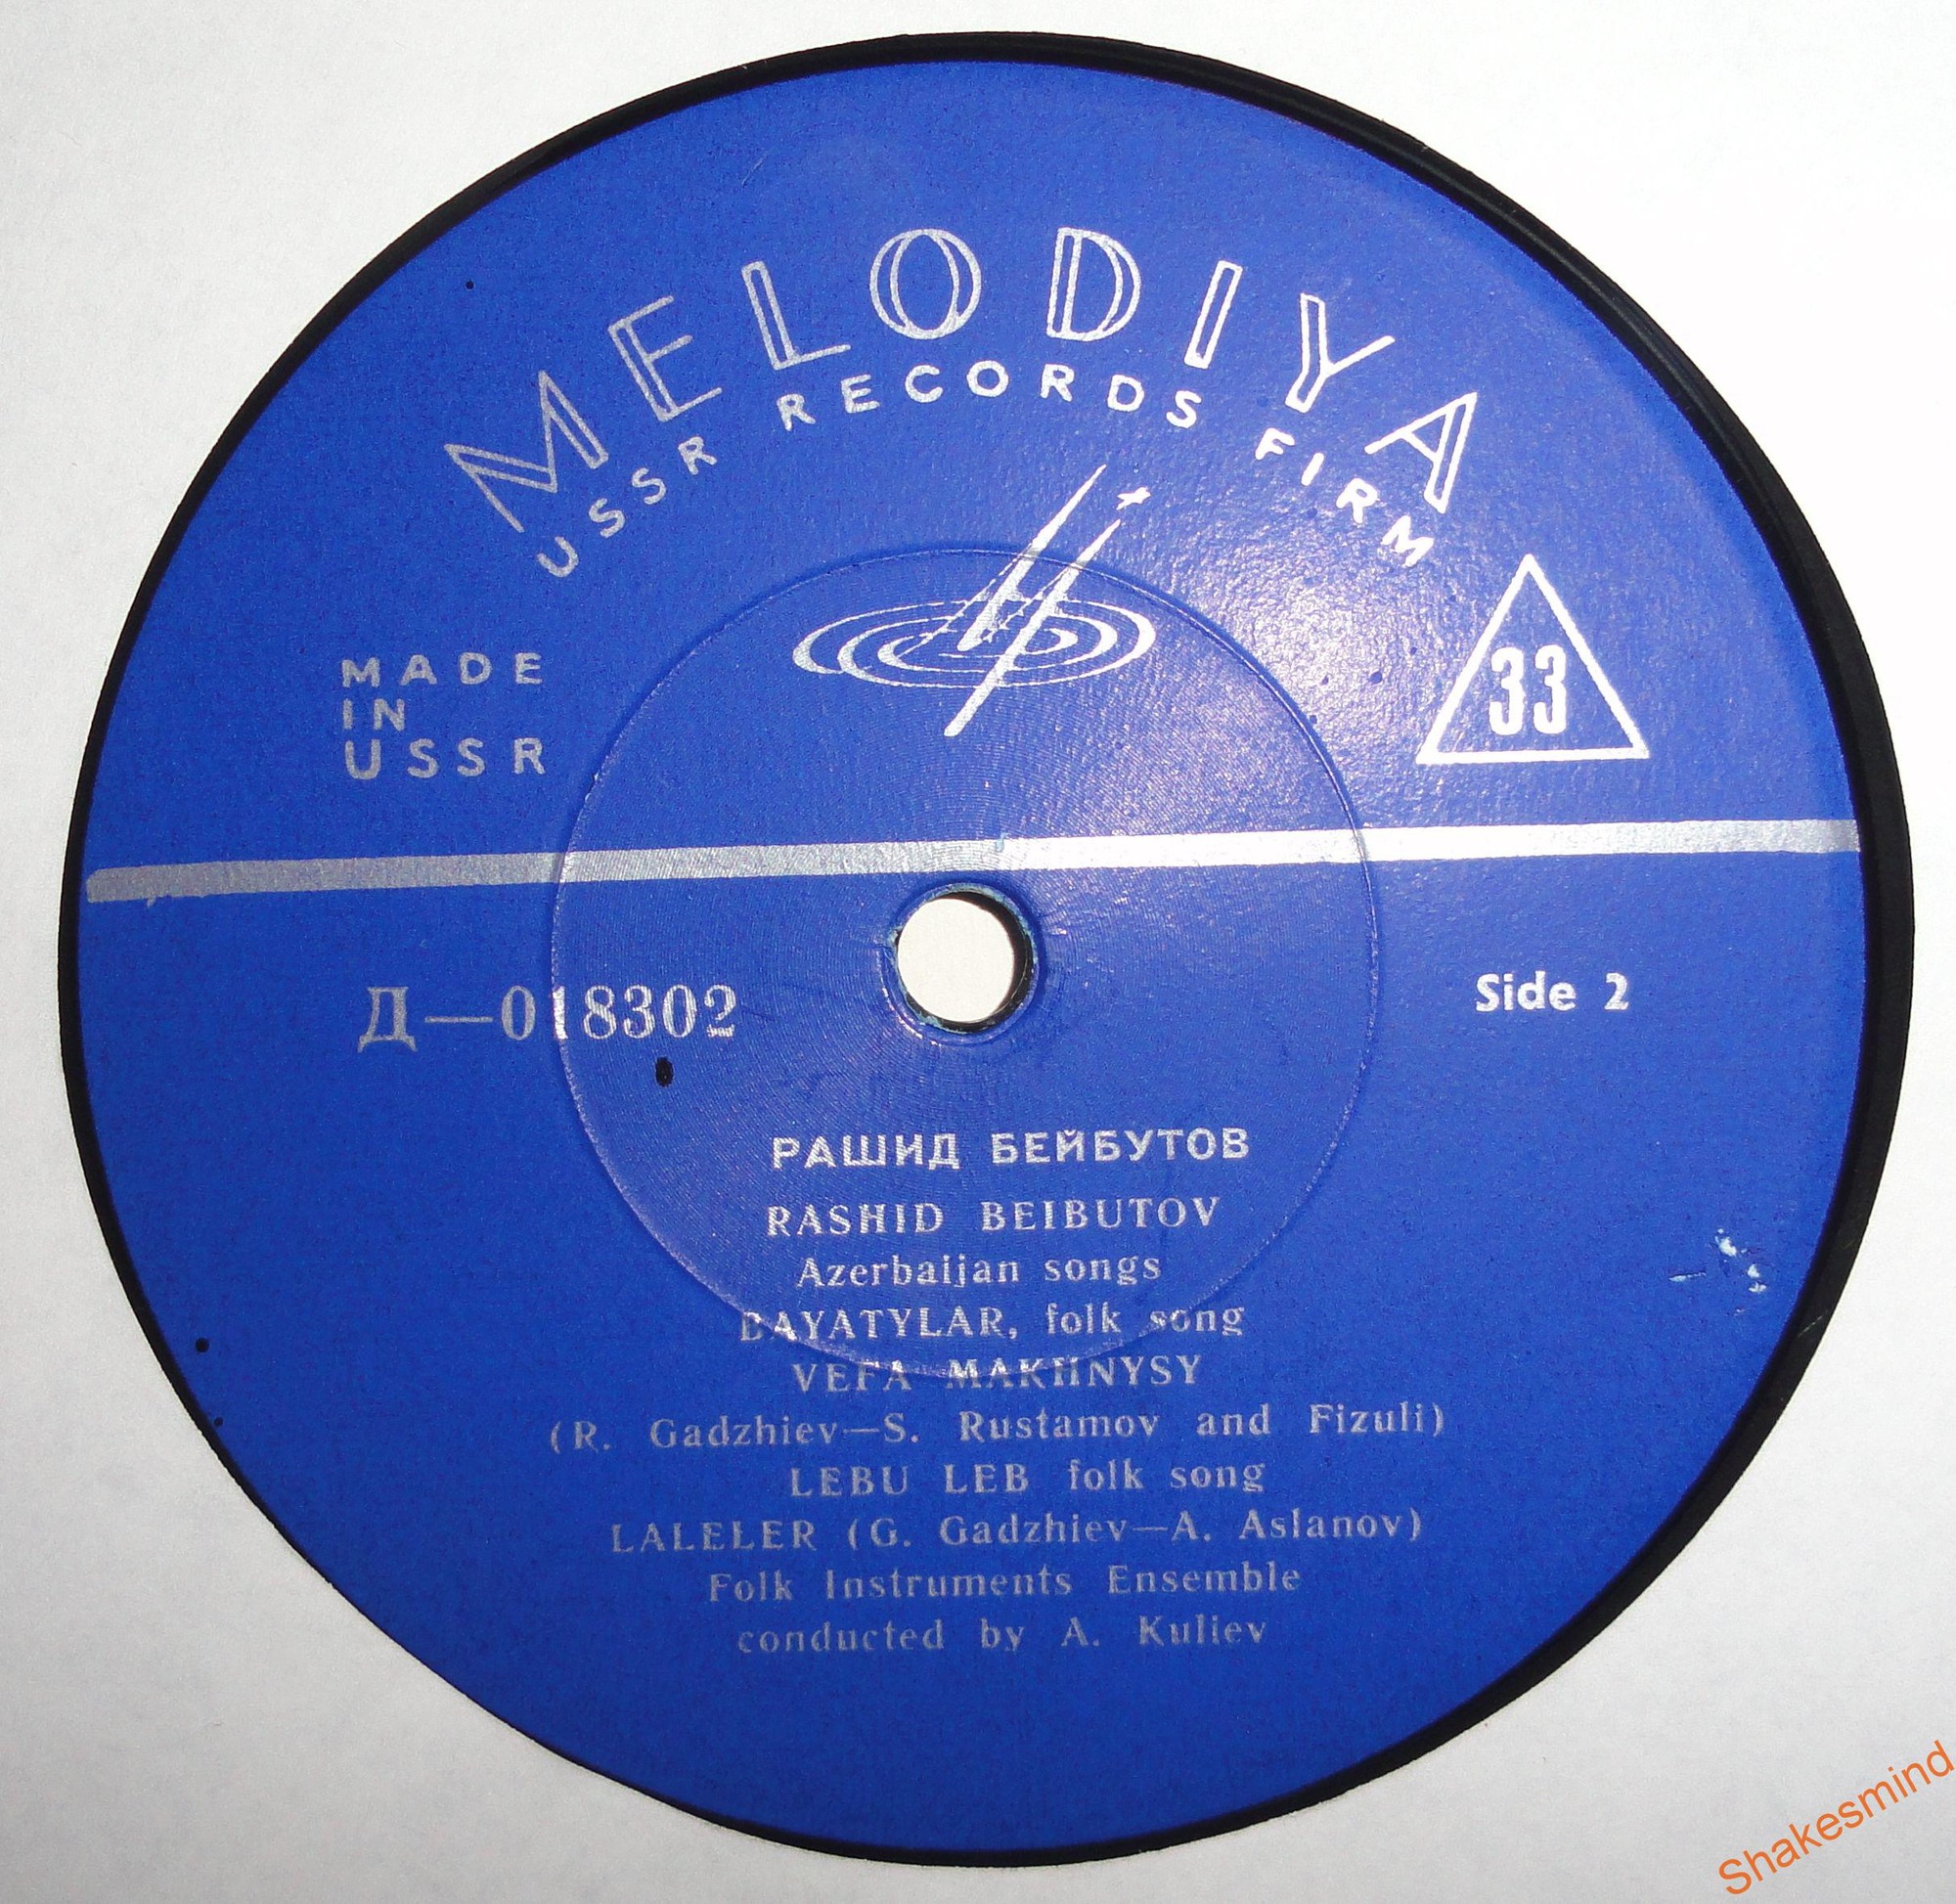 MELODIYA
USSR RECORDS FIRM
MADE
IN
USSR
33
Д—018302
Side 2
РАШИД БЕЙБУТОВ
RASHID BEIBUTOV
Azerbaijan songs
BAYATYLAR, folk song
VEFA MAKHNYSY
(R. Gadzhiev—S. Rustamov and Fizuli)
LEBU LEB folk song
LALELER (G. Gadzhiev—A. Aslanov)
Folk Instruments Ensemble
conducted by A. Kuliev
Shakesmind